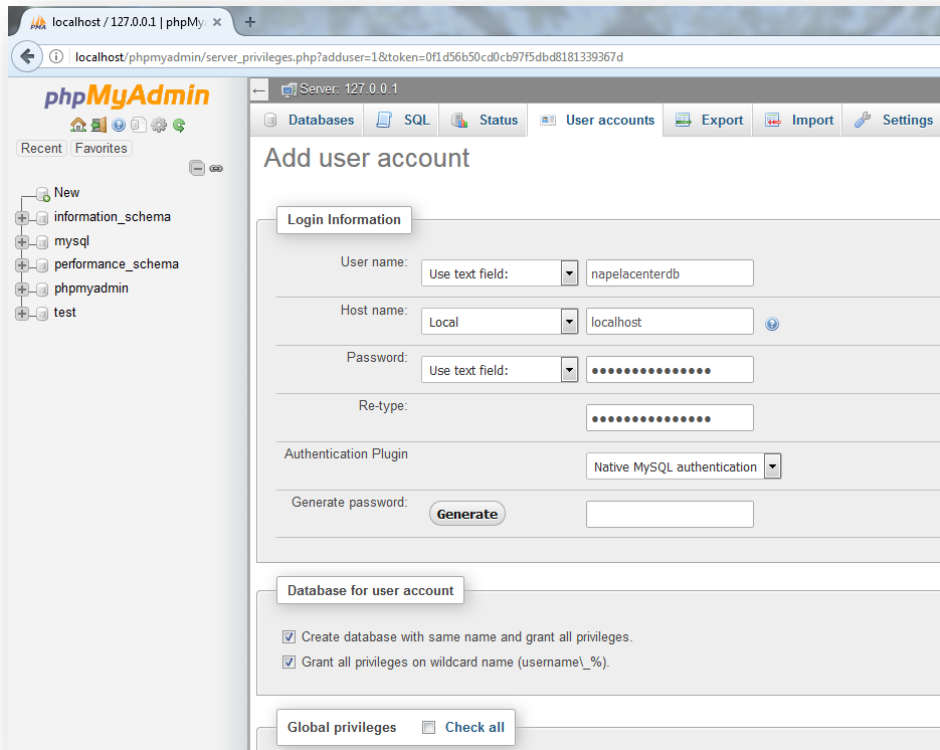 localhost / 127.0.0.1 | phpMy
localhost/phpmyadmin/server_privileges.php?adduser=1&token=0f1d56b50cd0cb97f5dbd8181339367d
phpMyAdmin
Recent Favorites
New
information_schema
mysql
performance_schema
phpmyadmin
test
Server: 127.0.0.1
Databases SQL Status User accounts Export Import Settings
Add user account
Login Information
User name: Use text field: napelacenterdb
Host name: Local localhost
Password: Use text field: •••••••••••••••
Re-type: •••••••••••••••
Authentication Plugin Native MySQL authentication
Generate password: Generate
Database for user account
Create database with same name and grant all privileges.
Grant all privileges on wildcard name (username\_%).
Global privileges Check all